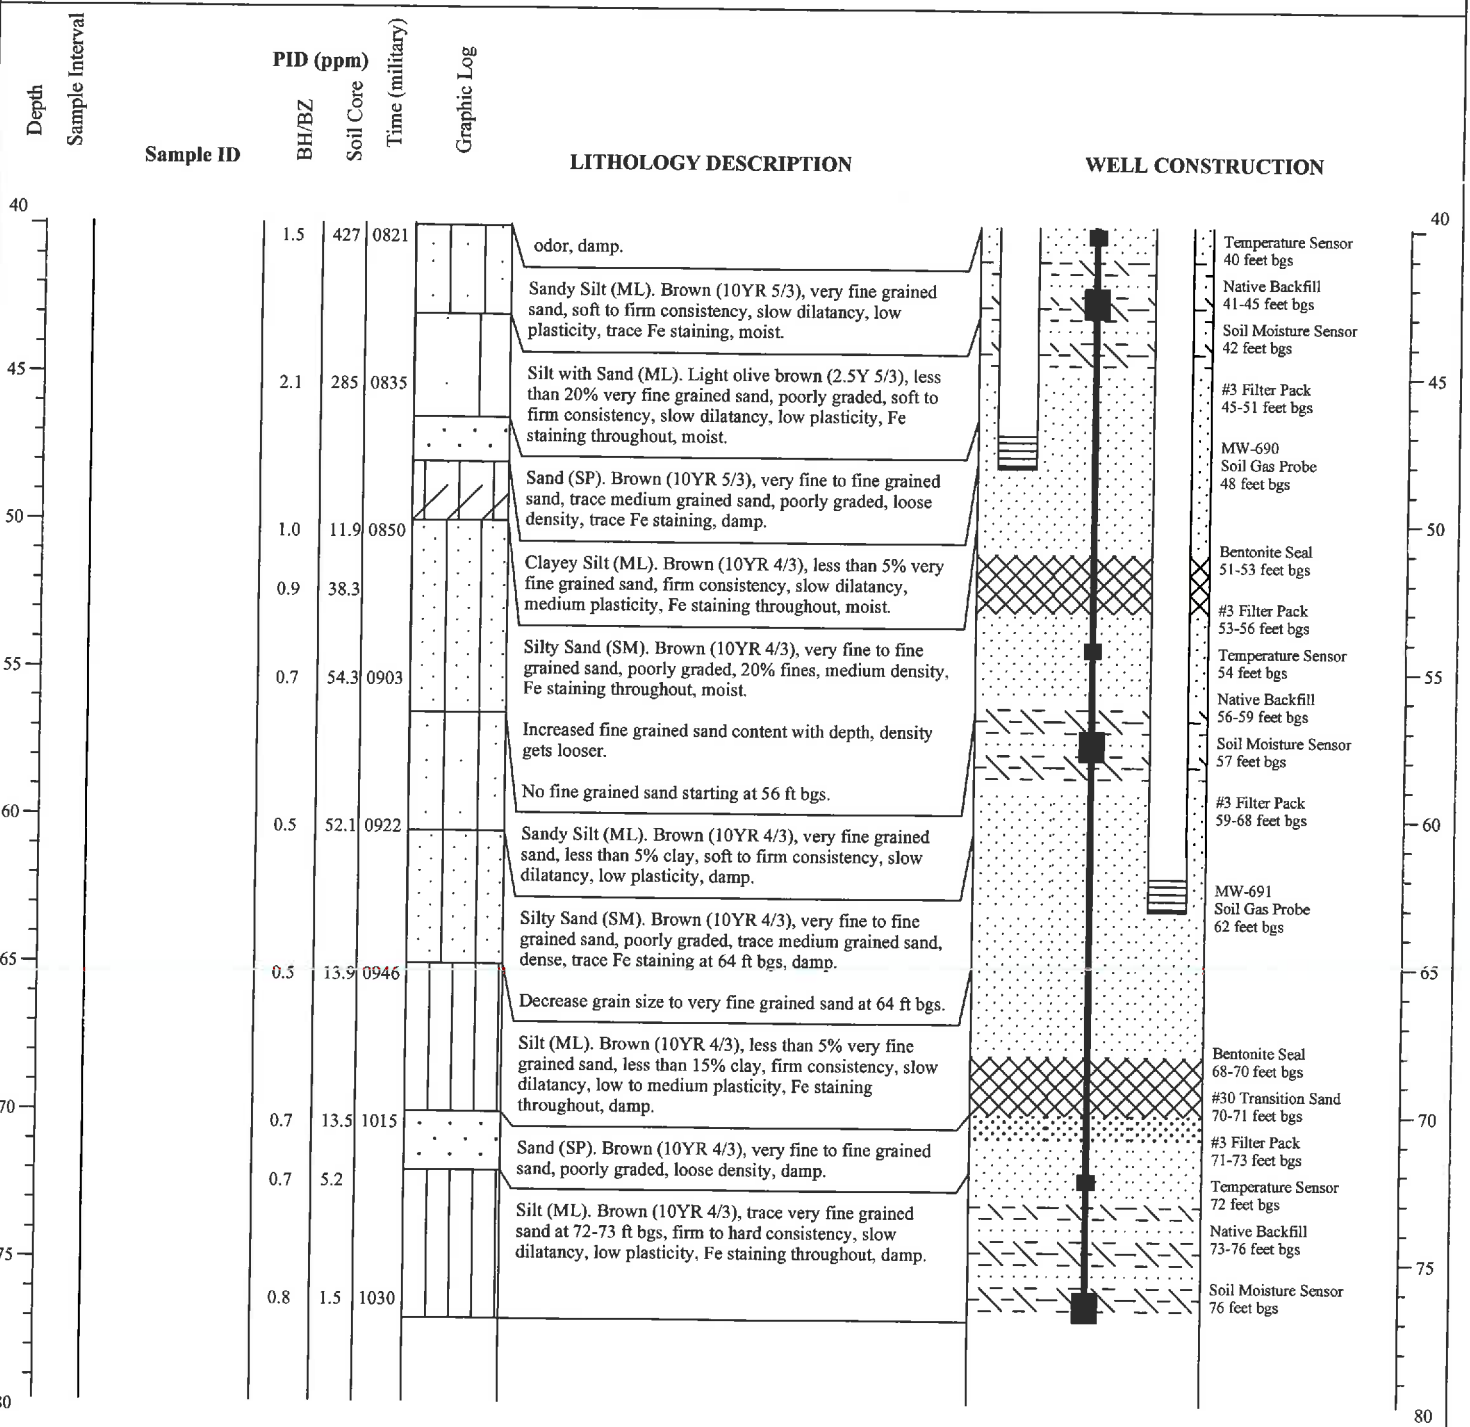 Depth
Sample Interval
Sample ID
PID (ppm)
BH/BZ
Soil Core
Time (military)
Graphic Log
LITHOLOGY DESCRIPTION
WELL CONSTRUCTION
40
45
50
55
60
65
70
75
80
1.5 427 0821
2.1 285 0835
1.0 11.9 0850
0.9 38.3
0.7 54.3 0903
0.5 52.1 0922
0.5 13.9 0946
0.7 13.5 1015
0.7 5.2
0.8 1.5 1030
odor, damp.
Sandy Silt (ML). Brown (10YR 5/3), very fine grained
sand, soft to firm consistency, slow dilatancy, low
plasticity, trace Fe staining, moist.
Silt with Sand (ML). Light olive brown (2.5Y 5/3), less
than 20% very fine grained sand, poorly graded, soft to
firm consistency, slow dilatancy, low plasticity, Fe
staining throughout, moist.
Sand (SP). Brown (10YR 5/3), very fine to fine grained
sand, trace medium grained sand, poorly graded, loose
density, trace Fe staining, damp.
Clayey Silt (ML). Brown (10YR 4/3), less than 5% very
fine grained sand, firm consistency, slow dilatancy,
medium plasticity, Fe staining throughout, moist.
Silty Sand (SM). Brown (10YR 4/3), very fine to fine
grained sand, poorly graded, 20% fines, medium density,
Fe staining throughout, moist.
Increased fine grained sand content with depth, density
gets looser.
No fine grained sand starting at 56 ft bgs.
Sandy Silt (ML). Brown (10YR 4/3), very fine grained
sand, less than 5% clay, soft to firm consistency, slow
dilatancy, low plasticity, damp.
Silty Sand (SM). Brown (10YR 4/3), very fine to fine
grained sand, poorly graded, trace medium grained sand,
dense, trace Fe staining at 64 ft bgs, damp.
Decrease grain size to very fine grained sand at 64 ft bgs.
Silt (ML). Brown (10YR 4/3), less than 5% very fine
grained sand, less than 15% clay, firm consistency, slow
dilatancy, low to medium plasticity, Fe staining
throughout, damp.
Sand (SP). Brown (10YR 4/3), very fine to fine grained
sand, poorly graded, loose density, damp.
Silt (ML). Brown (10YR 4/3), trace very fine grained
sand at 72-73 ft bgs, firm to hard consistency, slow
dilatancy, low plasticity, Fe staining throughout, damp.
Temperature Sensor
40 feet bgs
Native Backfill
41-45 feet bgs
Soil Moisture Sensor
42 feet bgs
#3 Filter Pack
45-51 feet bgs
MW-690
Soil Gas Probe
48 feet bgs
Bentonite Seal
51-53 feet bgs
#3 Filter Pack
53-56 feet bgs
Temperature Sensor
54 feet bgs
Native Backfill
56-59 feet bgs
Soil Moisture Sensor
57 feet bgs
#3 Filter Pack
59-68 feet bgs
MW-691
Soil Gas Probe
62 feet bgs
Bentonite Seal
68-70 feet bgs
#30 Transition Sand
70-71 feet bgs
#3 Filter Pack
71-73 feet bgs
Temperature Sensor
72 feet bgs
Native Backfill
73-76 feet bgs
Soil Moisture Sensor
76 feet bgs
40
45
50
55
60
65
70
75
80